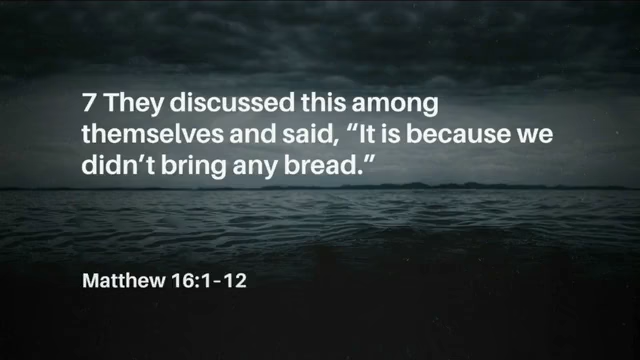 7 They discussed this among
themselves and said, “It is because we
didn’t bring any bread.”
Matthew 16:1–12